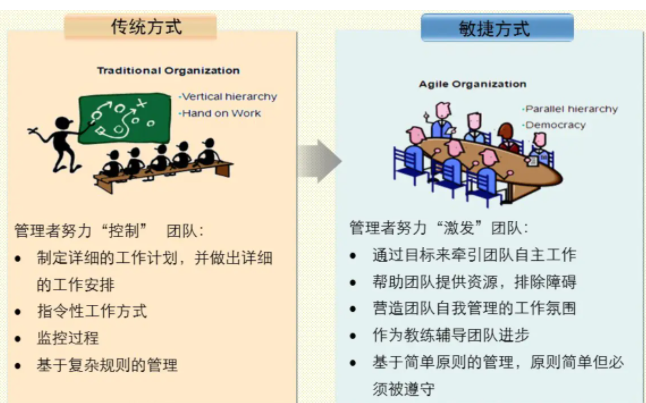 传统方式
Traditional Organization
·Vertical hierarchy
·Hand on Work
管理者努力“控制” 团队：
● 制定详细的工作计划，并做出详细
的工作安排
● 指令性工作方式
● 监控过程
● 基于复杂规则的管理
敏捷方式
Agile Organization
·Parallel hierarchy
·Democracy
管理者努力“激发”团队：
● 通过目标来牵引团队自主工作
● 帮助团队提供资源，排除障碍
● 营造团队自我管理的工作氛围
● 作为教练辅导团队进步
● 基于简单原则的管理，原则简单但必
须被遵守